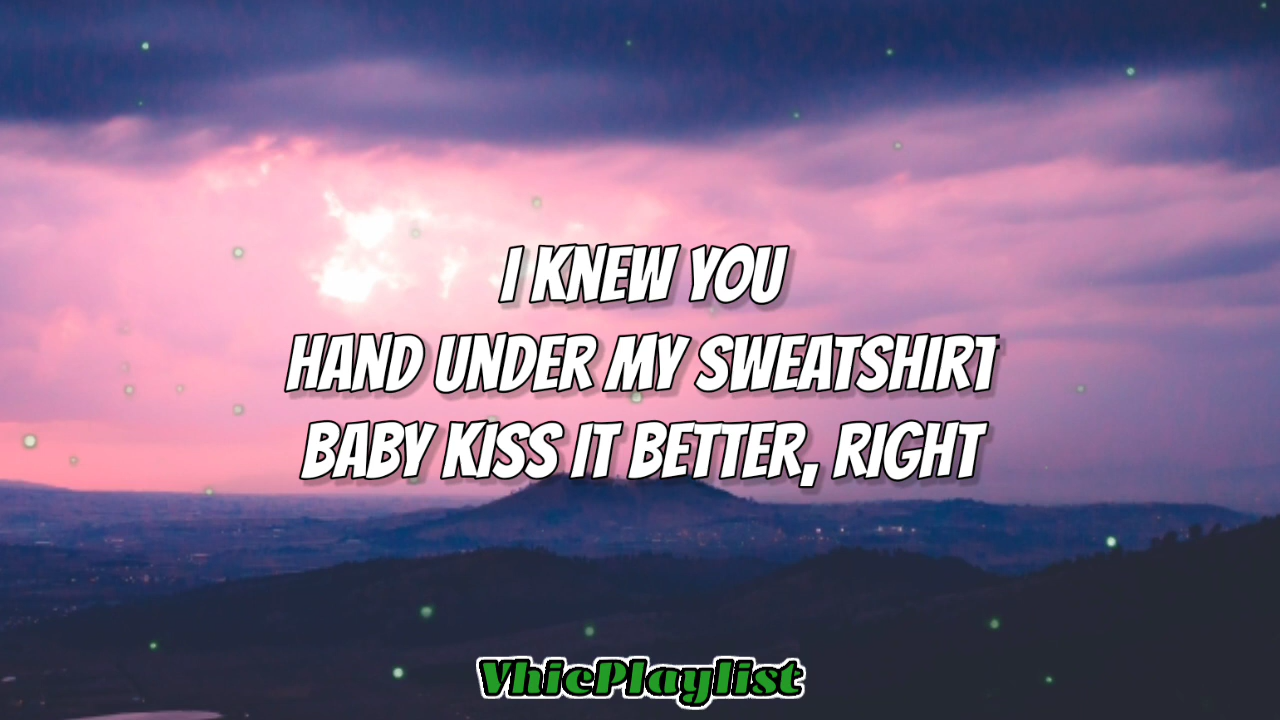 I KNEW YOU
HAND UNDER MY SWEATSHIRT
BABY KISS IT BETTER, RIGHT
VhicPlaylist